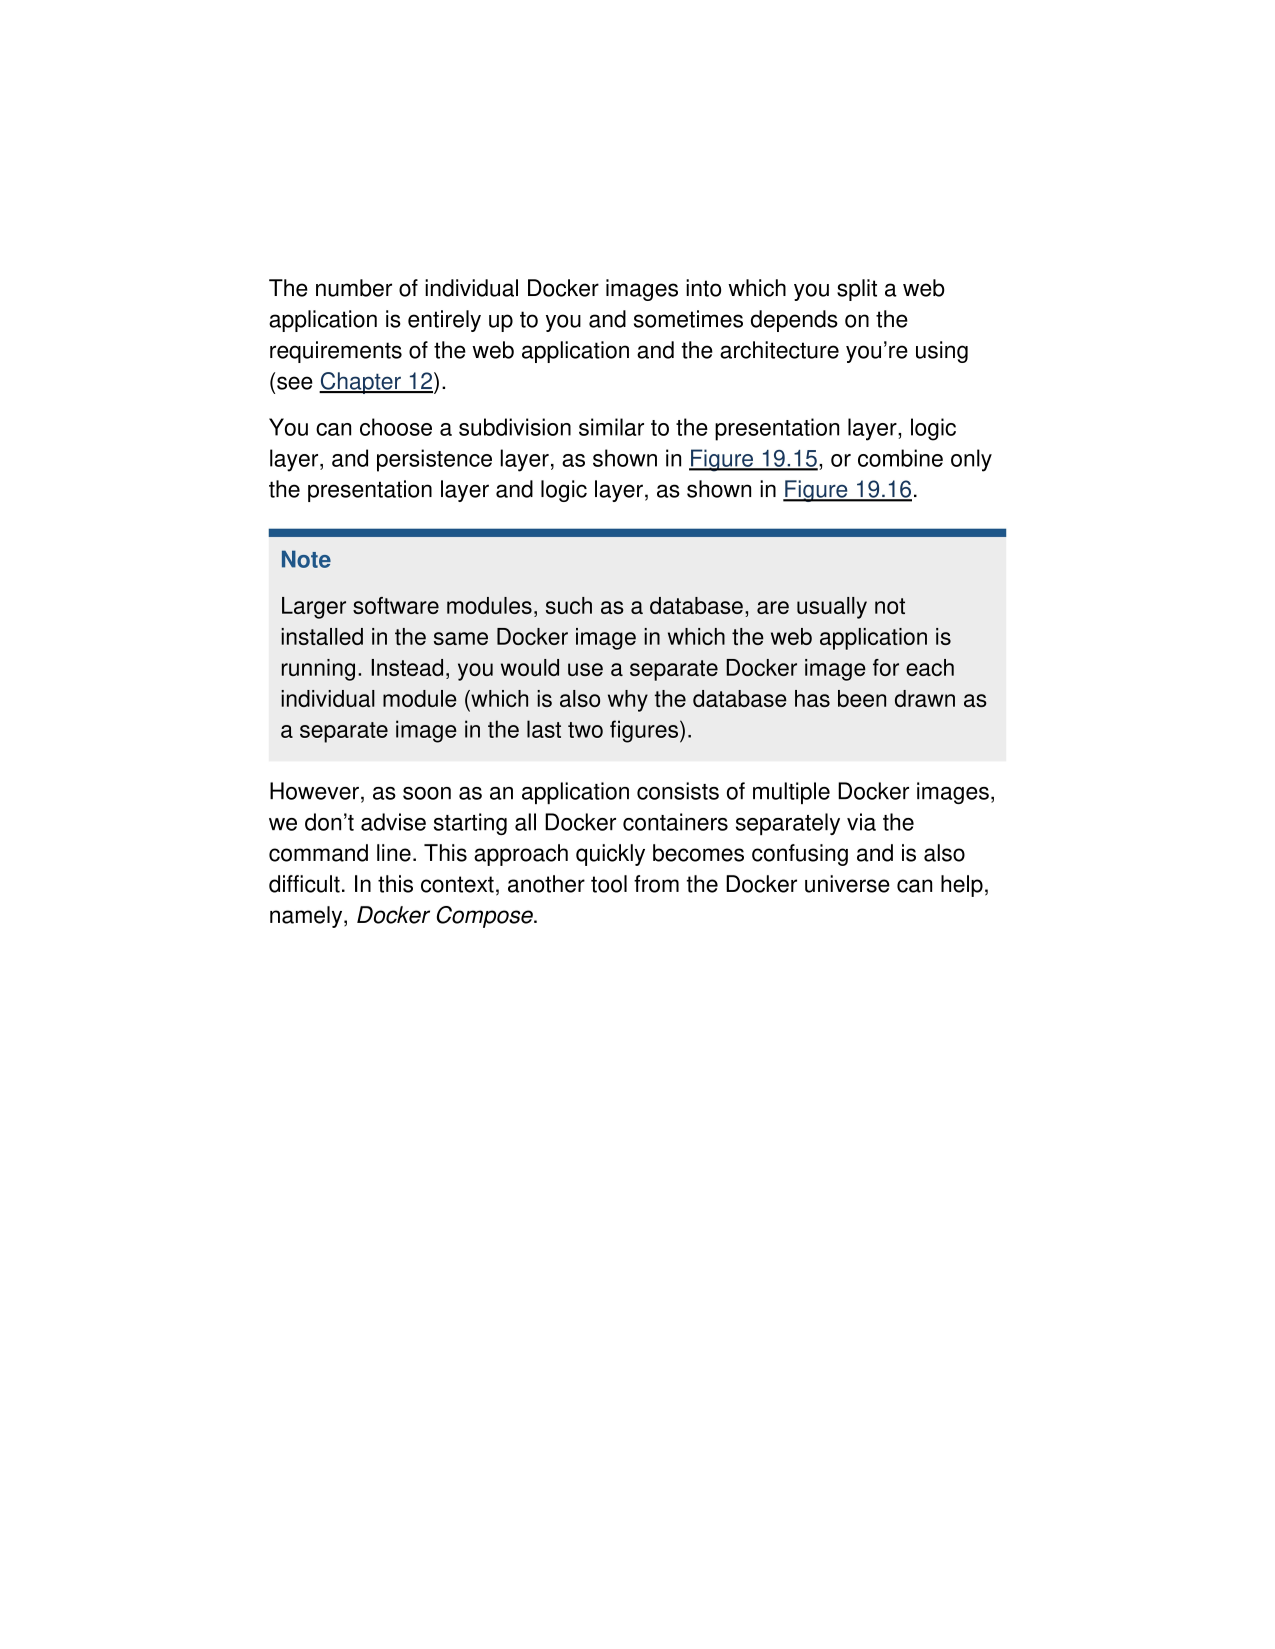 The number of individual Docker images into which you split a web
application is entirely up to you and sometimes depends on the
requirements of the web application and the architecture you’re using
(see Chapter 12).
You can choose a subdivision similar to the presentation layer, logic
layer, and persistence layer, as shown in Figure 19.15, or combine only
the presentation layer and logic layer, as shown in Figure 19.16.
Note
Larger software modules, such as a database, are usually not
installed in the same Docker image in which the web application is
running. Instead, you would use a separate Docker image for each
individual module (which is also why the database has been drawn as
a separate image in the last two figures).
However, as soon as an application consists of multiple Docker images,
we don’t advise starting all Docker containers separately via the
command line. This approach quickly becomes confusing and is also
difficult. In this context, another tool from the Docker universe can help,
namely, Docker Compose.